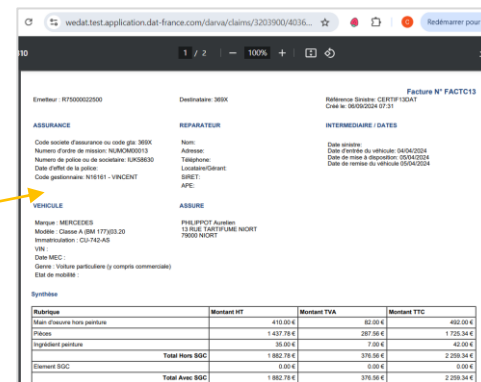 wedat.test.application.dat-france.com/darva/claims/3203900/4036...
Redémarrer pour
1 / 2 — 100% +
Facture N° FACTC13
Emetteur : R75000022500
Destinataire: 369X
Référence Sinistre: CERTIF13DAT
Créé le: 06/09/2024 07:31
ASSURANCE
REPARATEUR
INTERMEDIAIRE / DATES
Code societe d'assurance ou code gta: 369X
Numero d'ordre de mission: NUMOM00013
Numero de police ou de societaire: IUK58630
Date d'effet de la police:
Code gestionnaire: N16161 - VINCENT
Nom:
Adresse:
Téléphone:
Locataire/Gérant:
SIRET:
APE:
Date sinistre:
Date d'entrée du véhicule: 04/04/2024
Date de mise à disposition: 05/04/2024
Date de remise du véhicule 05/04/2024
VEHICULE
ASSURE
Marque : MERCEDES
Modèle : Classe A (BM 177)(03.20
Immatriculation : CU-742-AS
VIN :
Date MEC :
Genre : Voiture particuliere (y compris commerciale)
Etat de mobilité :
PHILIPPOT Aurelien
13 RUE TARTIFUME NIORT
79000 NIORT
Synthèse
Rubrique Montant HT Montant TVA Montant TTC
Main d'oeuvre hors peinture 410.00 € 82.00 € 492.00 €
Pièces 1 437.78 € 287.56 € 1 725.34 €
Ingrédient peinture 35.00 € 7.00 € 42.00 €
Total Hors SGC 1 882.78 € 376.56 € 2 259.34 €
Element SGC 0.00 € 0.00 € 0.00 €
Total Avec SGC 1 882.78 € 376.56 € 2 259.34 €